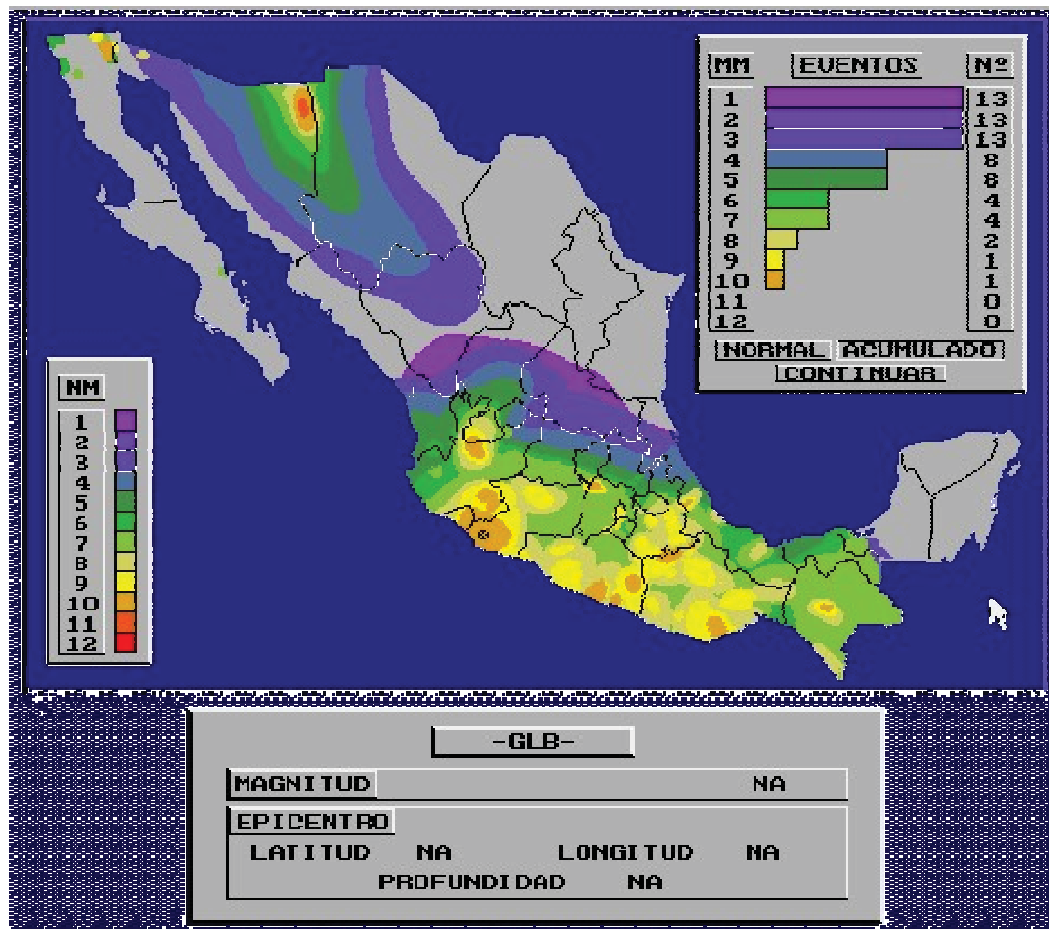 MM EVENTOS Nº
1 13
2 13
3 13
4 8
5 8
6 4
7 4
8 2
9 1
10 1
11 0
12 0
NORMAL ACUMULADO
CONTINUAR
NM
1
2
3
4
5
6
7
8
9
10
11
12
-GLB-
MAGNITUD NA
EPICENTRO
LATITUD NA LONGITUD NA
PROFUNDIDAD NA